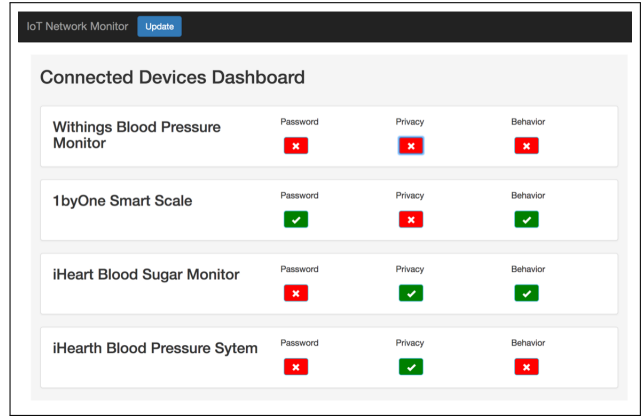 IoT Network Monitor Update
Connected Devices Dashboard
Withings Blood Pressure
Monitor
Password Privacy Behavior
1byOne Smart Scale
Password Privacy Behavior
iHeart Blood Sugar Monitor
Password Privacy Behavior
iHearth Blood Pressure Sytem
Password Privacy Behavior